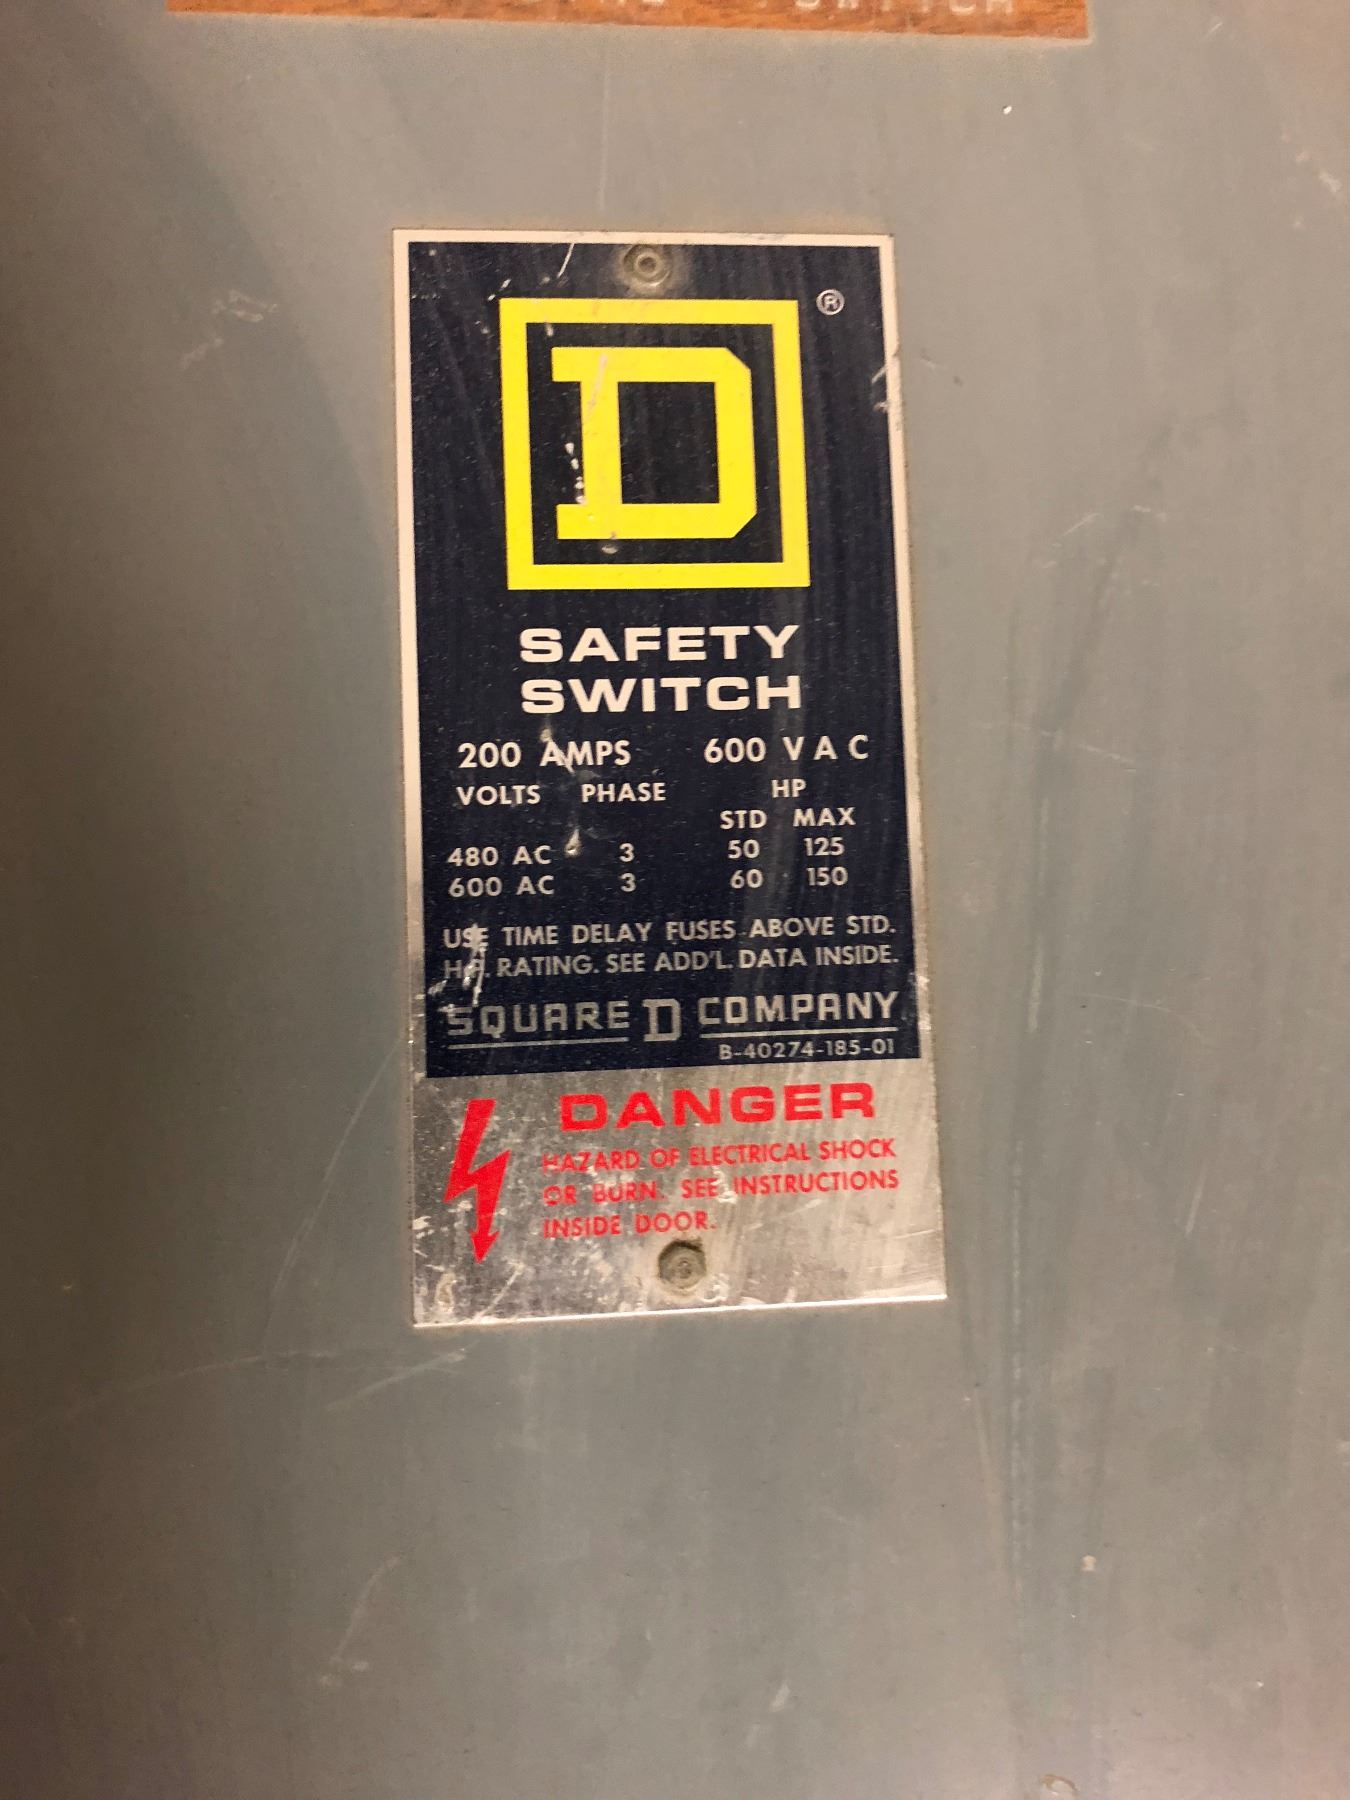 SWITCH
®
D
SAFETY
SWITCH
200 AMPS 600 VAC
VOLTS PHASE HP
STD MAX
480 AC 3 50 125
600 AC 3 60 150
USE TIME DELAY FUSES ABOVE STD.
H.P. RATING. SEE ADD'L. DATA INSIDE.
SQUARE D COMPANY
B-40274-185-01
DANGER
HAZARD OF ELECTRICAL SHOCK
OR BURN. SEE INSTRUCTIONS
INSIDE DOOR.